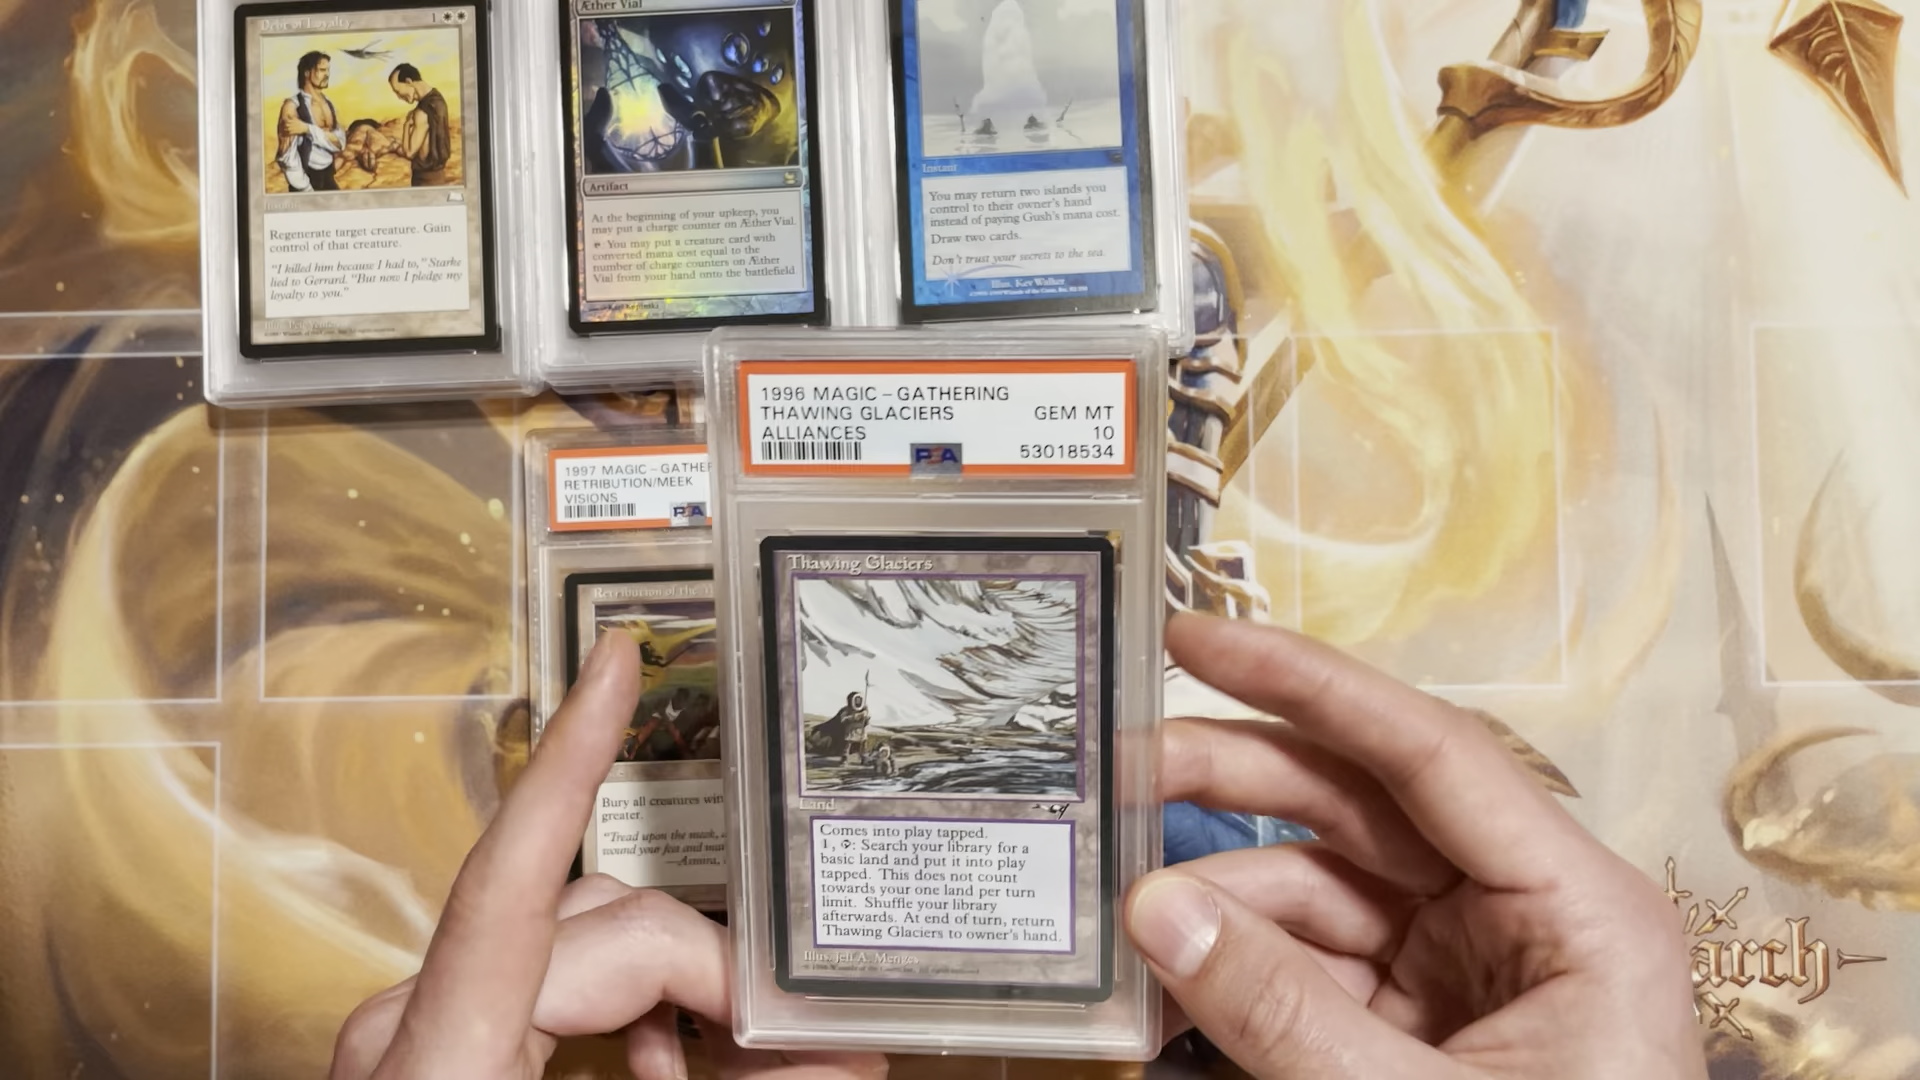 Debt of Loyalty 1
Instant
Regenerate target creature. Gain
control of that creature.
"I killed him because I had to," Starke
lied to Gerrard. "But now I pledge my
loyalty to you."
Æther Vial
Artifact
At the beginning of your upkeep, you
may put a charge counter on Æther Vial.
: You may put a creature card with
converted mana cost equal to the
number of charge counters on Æther
Vial from your hand onto the battlefield
Instant
You may return two islands you
control to their owner's hand
instead of paying Gush's mana cost.
Draw two cards.
Don't trust your secrets to the sea.
Illus. Kev Walker
1997 MAGIC-GATHER
RETRIBUTION/MEEK
VISIONS
PSA
Retribution of the
Bury all creatures
greater.
"Tread upon the meek,
wound your feet and
—Asmira,
1996 MAGIC-GATHERING
THAWING GLACIERS GEM MT
ALLIANCES 10
PSA 53018534
Thawing Glaciers
Land
Comes into play tapped.
1, : Search your library for a
basic land and put it into play
tapped. This does not count
towards your one land per turn
limit. Shuffle your library
afterwards. At end of turn, return
Thawing Glaciers to owner's hand.
Illus. Jeff A. Menges
arch